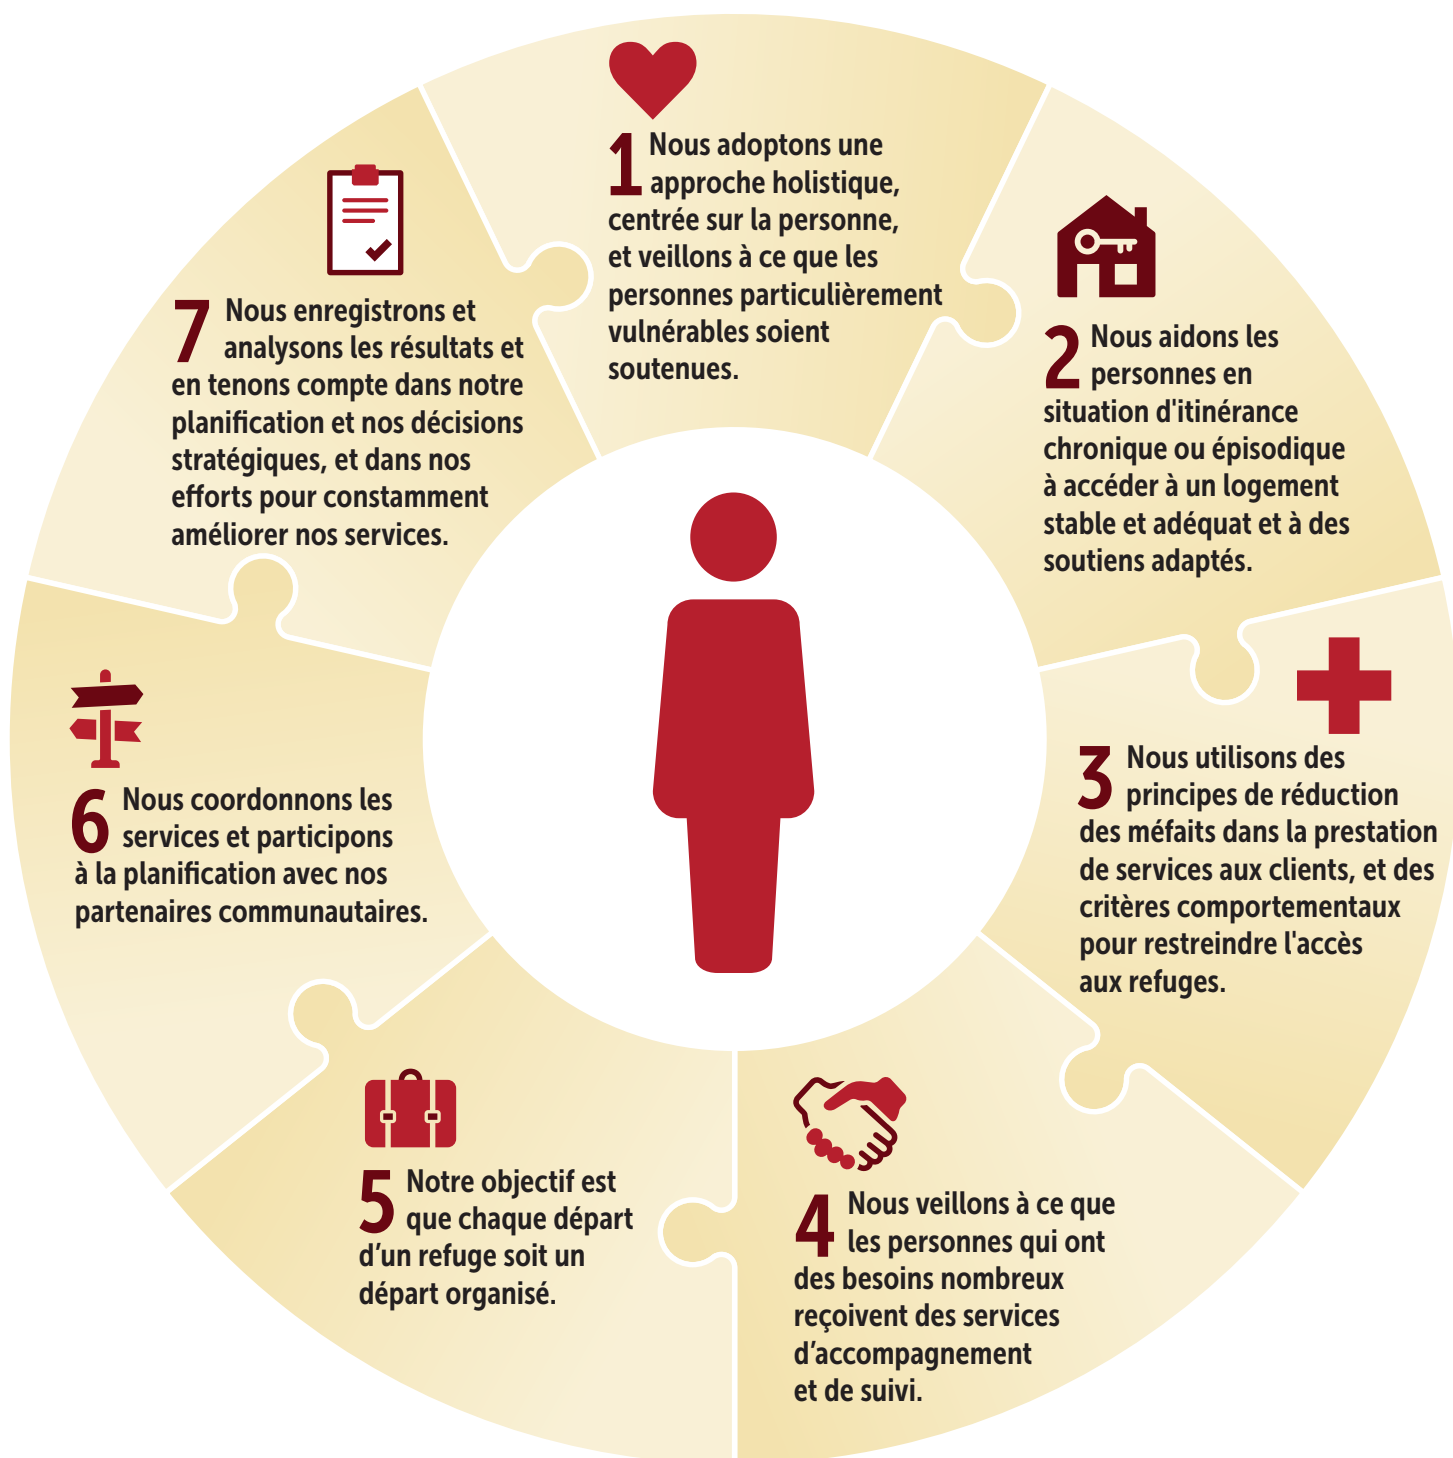 1 Nous adoptons une
approche holistique,
centrée sur la personne,
et veillons à ce que les
personnes particulièrement
vulnérables soient
soutenues.
2 Nous aidons les
personnes en
situation d'itinérance
chronique ou épisodique
à accéder à un logement
stable et adéquat et à des
soutiens adaptés.
3 Nous utilisons des
principes de réduction
des méfaits dans la prestation
de services aux clients, et des
critères comportementaux
pour restreindre l'accès
aux refuges.
4 Nous veillons à ce que
les personnes qui ont
des besoins nombreux
reçoivent des services
d’accompagnement
et de suivi.
5 Notre objectif est
que chaque départ
d’un refuge soit un
départ organisé.
6 Nous coordonnons les
services et participons
à la planification avec nos
partenaires communautaires.
7 Nous enregistrons et
analysons les résultats et
en tenons compte dans notre
planification et nos décisions
stratégiques, et dans nos
efforts pour constamment
améliorer nos services.